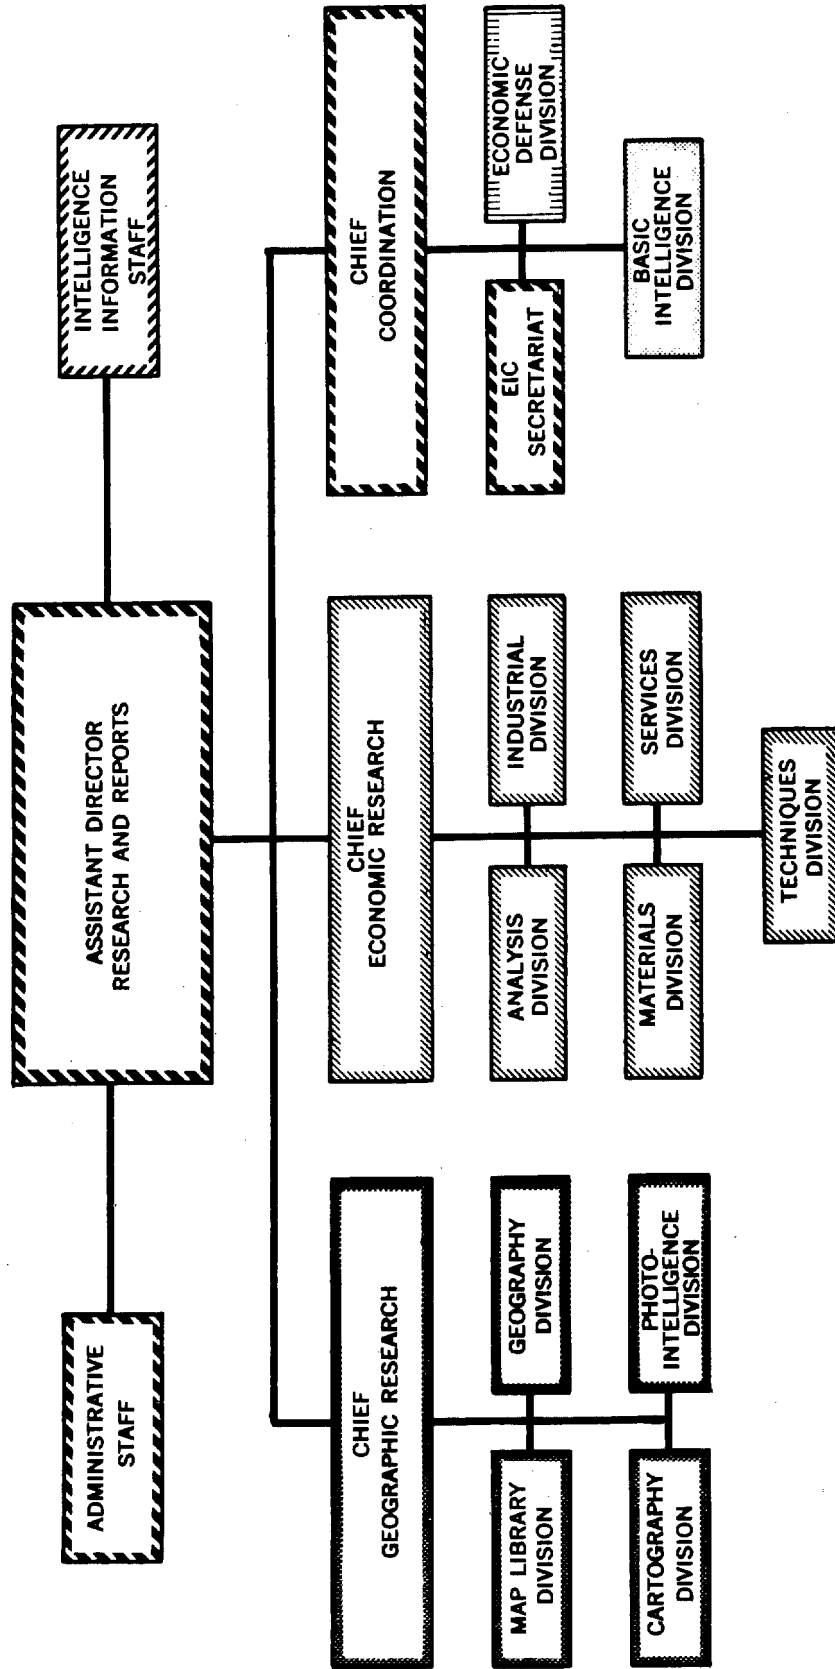 ASSISTANT DIRECTOR
RESEARCH AND REPORTS
ADMINISTRATIVE
STAFF
INTELLIGENCE
INFORMATION
STAFF
CHIEF
GEOGRAPHIC RESEARCH
CHIEF
ECONOMIC RESEARCH
CHIEF
COORDINATION
MAP LIBRARY
DIVISION
GEOGRAPHY
DIVISION
ANALYSIS
DIVISION
INDUSTRIAL
DIVISION
EIC
SECRETARIAT
ECONOMIC
DEFENSE
DIVISION
CARTOGRAPHY
DIVISION
PHOTO-
INTELLIGENCE
DIVISION
MATERIALS
DIVISION
SERVICES
DIVISION
BASIC
INTELLIGENCE
DIVISION
TECHNIQUES
DIVISION